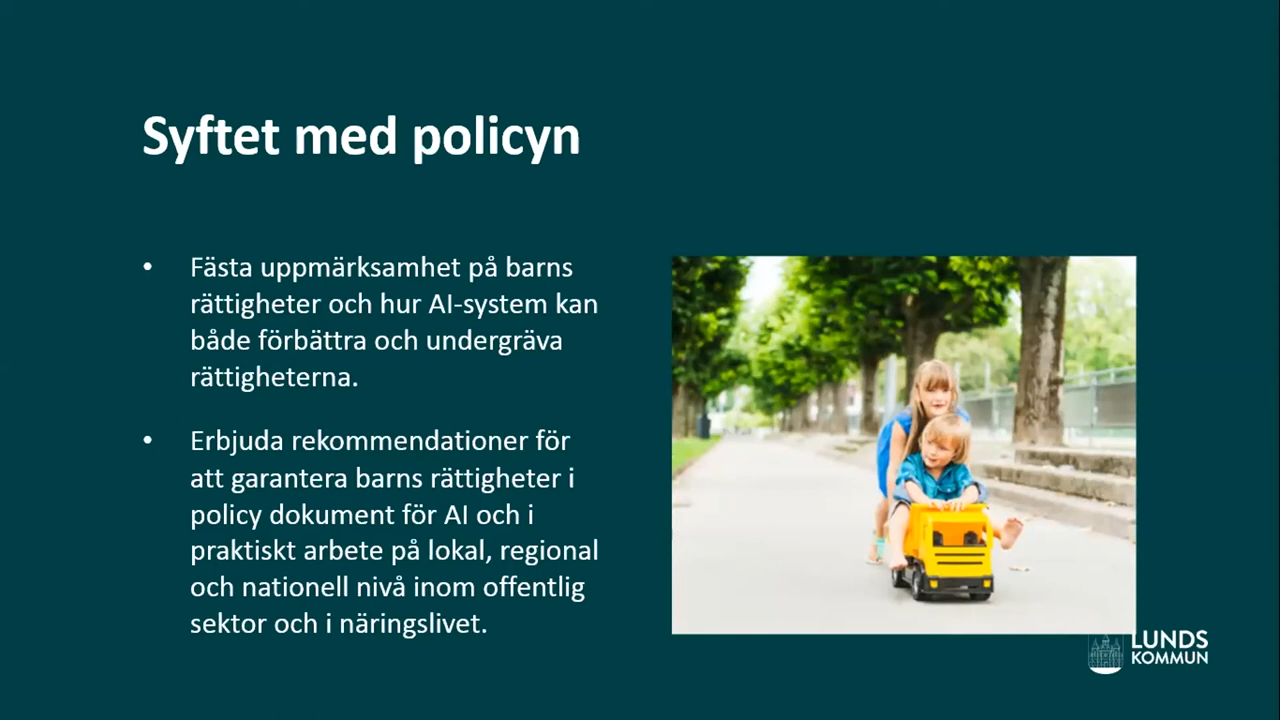 Syftet med policyn
• Fästa uppmärksamhet på barns
rättigheter och hur AI-system kan
både förbättra och undergräva
rättigheterna.
• Erbjuda rekommendationer för
att garantera barns rättigheter i
policy dokument för AI och i
praktiskt arbete på lokal, regional
och nationell nivå inom offentlig
sektor och i näringslivet.
LUNDS
KOMMUN